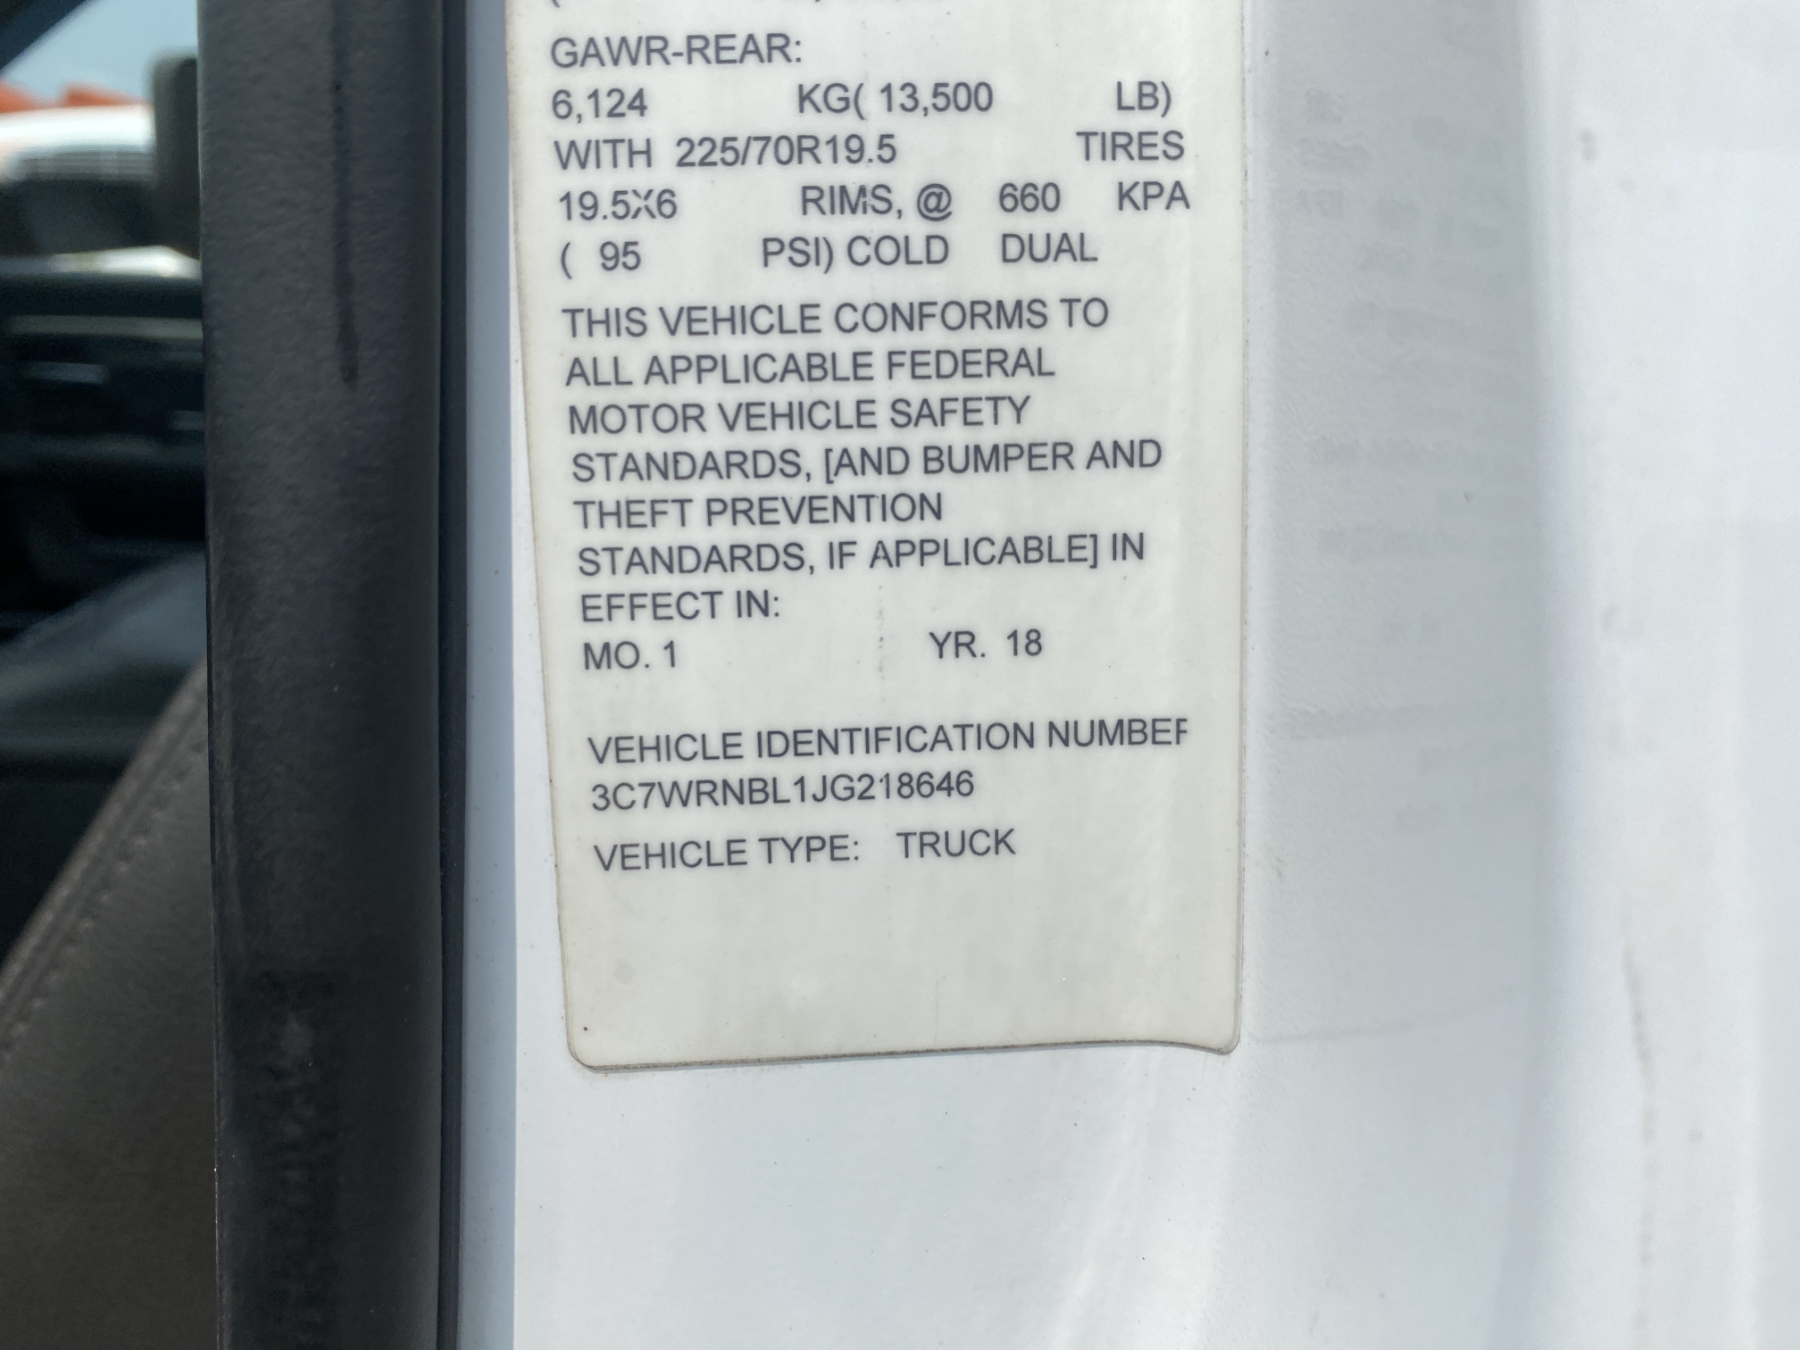 GAWR-REAR:
6,124 KG( 13,500 LB)
WITH 225/70R19.5 TIRES
19.5X6 RIMS, @ 660 KPA
( 95 PSI) COLD DUAL
THIS VEHICLE CONFORMS TO
ALL APPLICABLE FEDERAL
MOTOR VEHICLE SAFETY
STANDARDS, [AND BUMPER AND
THEFT PREVENTION
STANDARDS, IF APPLICABLE] IN
EFFECT IN:
MO. 1 YR. 18
VEHICLE IDENTIFICATION NUMBER
3C7WRNBL1JG218646
VEHICLE TYPE: TRUCK